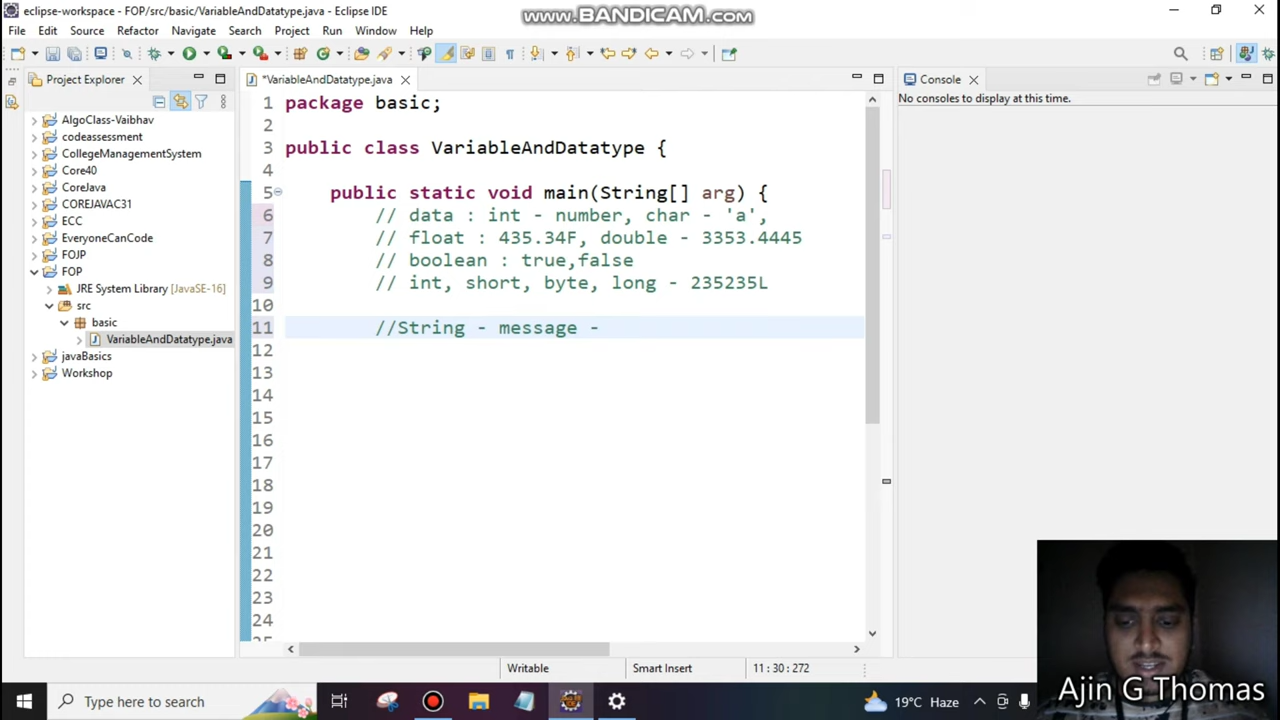 eclipse-workspace - FOP/src/basic/VariableAndDatatype.java - Eclipse IDE
www.BANDICAM.com
File Edit Source Refactor Navigate Search Project Run Window Help
Project Explorer
*VariableAndDatatype.java
Console
No consoles to display at this time.
AlgoClass-Vaibhav
codeassessment
CollegeManagementSystem
Core40
CoreJava
COREJAVAC31
ECC
EveryoneCanCode
FOJP
FOP
JRE System Library [JavaSE-16]
src
basic
VariableAndDatatype.java
javaBasics
Workshop
1 package basic;
2
3 public class VariableAndDatatype {
4
5 public static void main(String[] arg) {
6 // data : int - number, char - 'a',
7 // float : 435.34F, double - 3353.4445
8 // boolean : true,false
9 // int, short, byte, long - 235235L
10
11 //String - message -
12
13
14
15
16
17
18
19
20
21
22
23
24
25
Writable
Smart Insert
11 : 30 : 272
Type here to search
19°C Haze
Ajin G Thomas